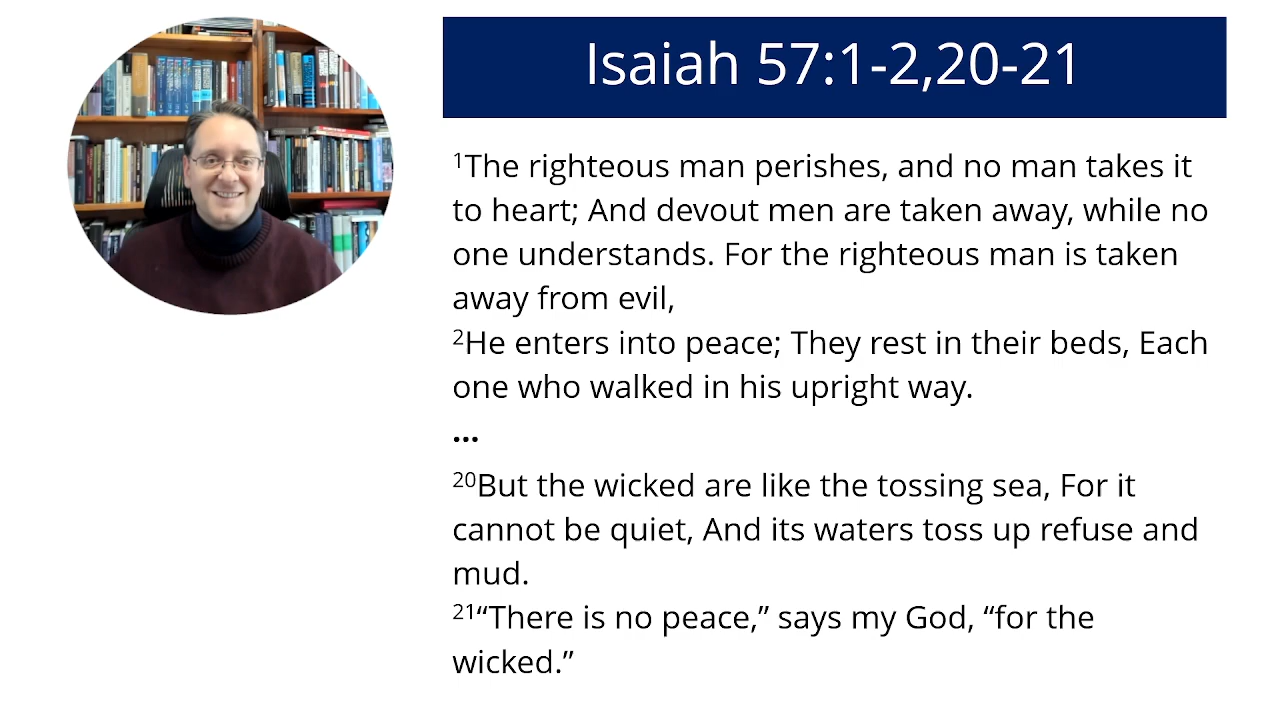 Isaiah 57:1-2,20-21
¹The righteous man perishes, and no man takes it
to heart; And devout men are taken away, while no
one understands. For the righteous man is taken
away from evil,
²He enters into peace; They rest in their beds, Each
one who walked in his upright way.
...
²⁰But the wicked are like the tossing sea, For it
cannot be quiet, And its waters toss up refuse and
mud.
²¹“There is no peace,” says my God, “for the
wicked.”